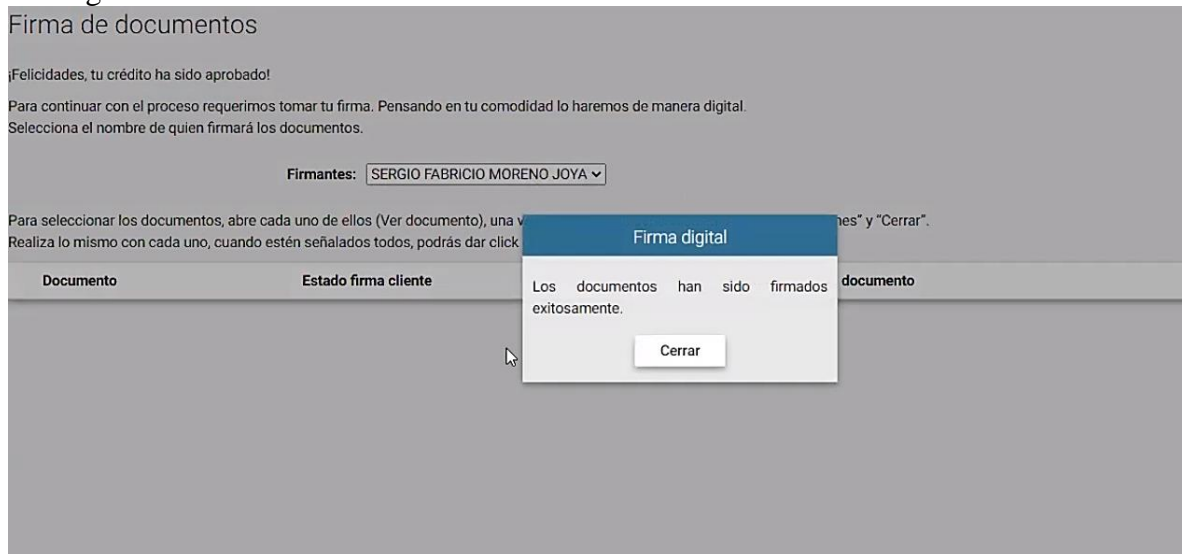 Firma de documentos
¡Felicidades, tu crédito ha sido aprobado!
Para continuar con el proceso requerimos tomar tu firma. Pensando en tu comodidad lo haremos de manera digital.
Selecciona el nombre de quien firmará los documentos.
Firmantes: SERGIO FABRICIO MORENO JOYA
Para seleccionar los documentos, abre cada uno de ellos (Ver documento), una v
nes" y "Cerrar".
Realiza lo mismo con cada uno, cuando estén señalados todos, podrás dar click
Documento Estado firma cliente documento
Firma digital
Los documentos han sido firmados
exitosamente.
Cerrar